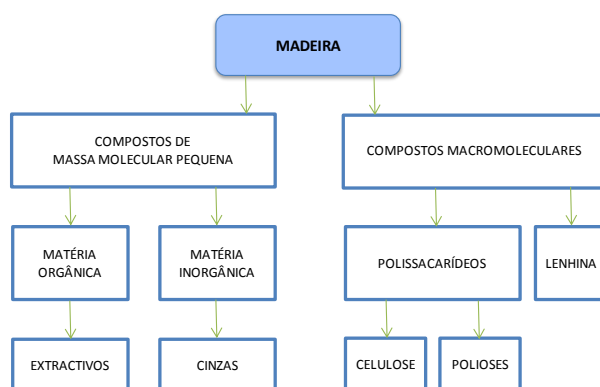 MADEIRA
COMPOSTOS DE
MASSA MOLECULAR PEQUENA
COMPOSTOS MACROMOLECULARES
MATÉRIA
ORGÂNICA
MATÉRIA
INORGÂNICA
POLISSACARÍDEOS
LENHINA
EXTRACTIVOS
CINZAS
CELULOSE
POLIOSES